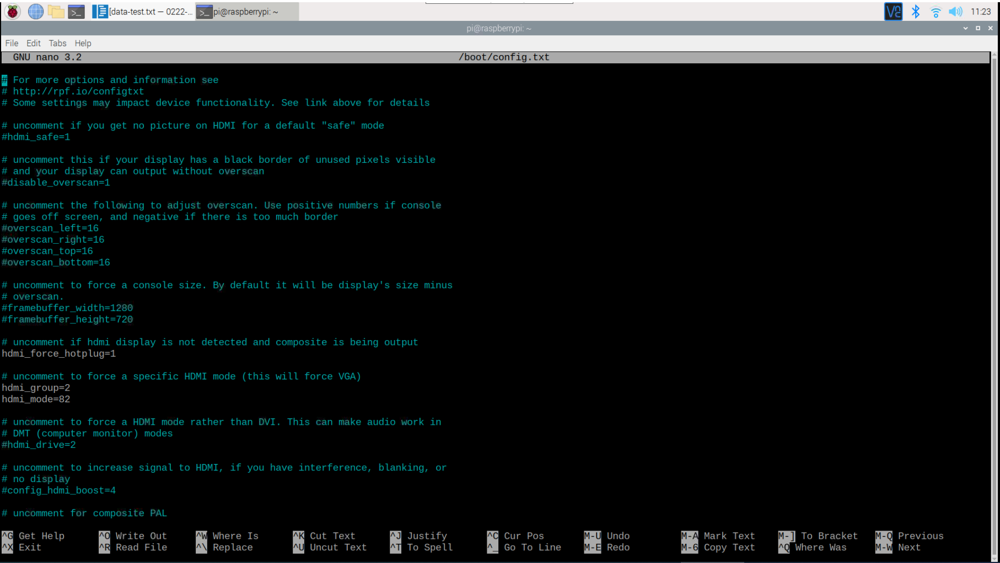 [data-test.txt — 0222-... pi@raspberrypi: ~ 11:23
pi@raspberrypi: ~
File Edit Tabs Help
GNU nano 3.2 /boot/config.txt
# For more options and information see
# http://rpf.io/configtxt
# Some settings may impact device functionality. See link above for details
# uncomment if you get no picture on HDMI for a default "safe" mode
#hdmi_safe=1
# uncomment this if your display has a black border of unused pixels visible
# and your display can output without overscan
#disable_overscan=1
# uncomment the following to adjust overscan. Use positive numbers if console
# goes off screen, and negative if there is too much border
#overscan_left=16
#overscan_right=16
#overscan_top=16
#overscan_bottom=16
# uncomment to force a console size. By default it will be display's size minus
# overscan.
#framebuffer_width=1280
#framebuffer_height=720
# uncomment if hdmi display is not detected and composite is being output
hdmi_force_hotplug=1
# uncomment to force a specific HDMI mode (this will force VGA)
hdmi_group=2
hdmi_mode=82
# uncomment to force a HDMI mode rather than DVI. This can make audio work in
# DMT (computer monitor) modes
#hdmi_drive=2
# uncomment to increase signal to HDMI, if you have interference, blanking, or
# no display
#config_hdmi_boost=4
# uncomment for composite PAL
^G Get Help ^O Write Out ^W Where Is ^K Cut Text ^J Justify ^C Cur Pos M-U Undo M-A Mark Text M-] To Bracket M-Q Previous
^X Exit ^R Read File ^\ Replace ^U Uncut Text ^T To Spell ^_ Go To Line M-E Redo M-6 Copy Text ^Q Where Was M-W Next